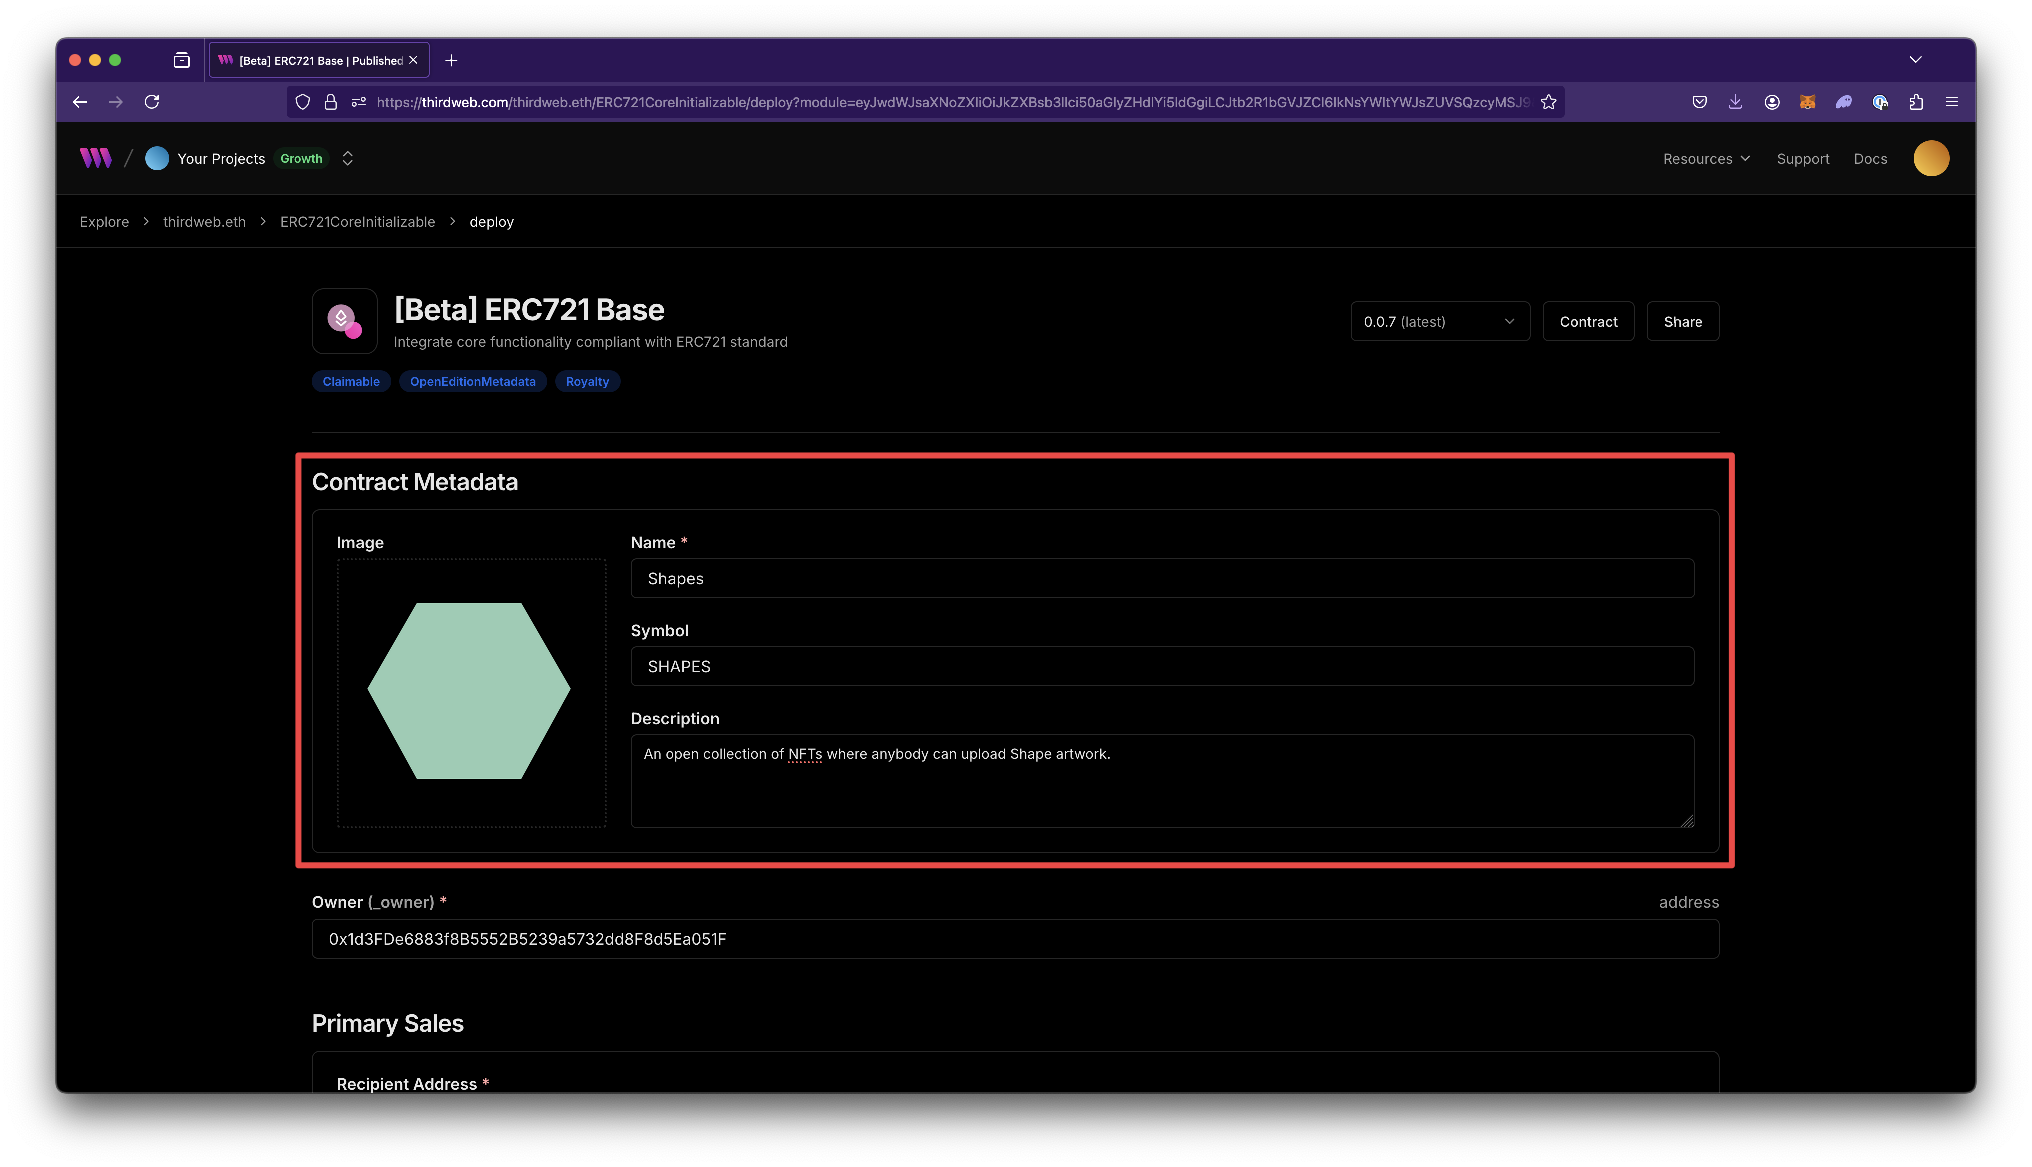 [Beta] ERC721 Base | Published
https://thirdweb.com/thirdweb.eth/ERC721CoreInitializable/deploy?module=
Your Projects Growth
Resources Support Docs
Explore > thirdweb.eth > ERC721CoreInitializable > deploy
[Beta] ERC721 Base
Integrate core functionality compliant with ERC721 standard
0.0.7 (latest) Contract Share
Claimable OpenEditionMetadata Royalty
Contract Metadata
Image
Name *
Shapes
Symbol
SHAPES
Description
An open collection of NFTs where anybody can upload Shape artwork.
Owner (_owner) * address
0x1d3FDe6883f8B5552B5239a5732dd8F8d5Ea051F
Primary Sales
Recipient Address *